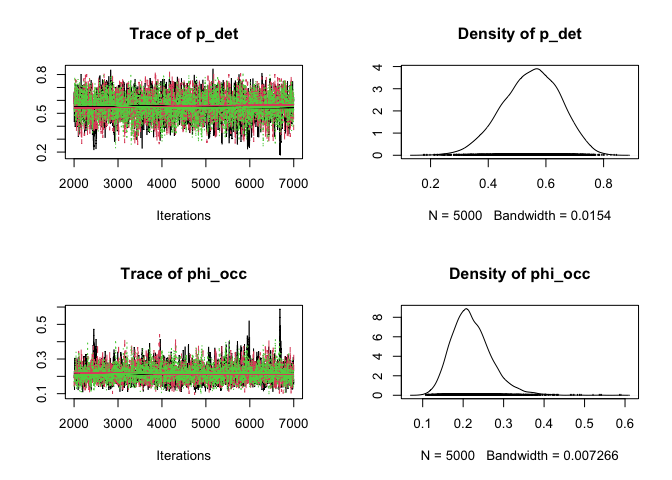 Trace of p_det
0.2 0.5 0.8
2000 3000 4000 5000 6000 7000
Iterations
Density of p_det
0 1 2 3 4
0.2 0.4 0.6 0.8
N = 5000 Bandwidth = 0.0154
Trace of phi_occ
0.1 0.3 0.5
2000 3000 4000 5000 6000 7000
Iterations
Density of phi_occ
0 2 4 6 8
0.1 0.2 0.3 0.4 0.5 0.6
N = 5000 Bandwidth = 0.007266